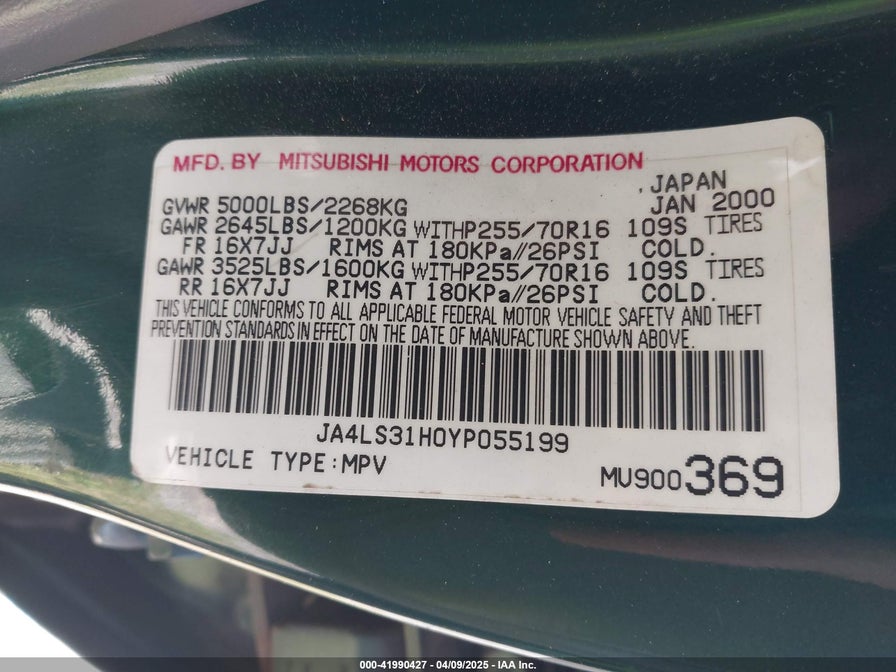 MFD. BY MITSUBISHI MOTORS CORPORATION
JAPAN
GVWR 5000LBS/2268KG JAN 2000
GAWR 2645LBS/1200KG WITHP255/70R16 109S TIRES
FR 16X7JJ RIMS AT 180KPa//26PSI COLD.
GAWR 3525LBS/1600KG WITHP255/70R16 109S TIRES
RR 16X7JJ RIMS AT 180KPa//26PSI COLD.
THIS VEHICLE CONFORMS TO ALL APPLICABLE FEDERAL MOTOR VEHICLE SAFETY AND THEFT
PREVENTION STANDARDS IN EFFECT ON THE DATE OF MANUFACTURE SHOWN ABOVE.
JA4LS31H0YP055199
VEHICLE TYPE:MPV MU900369
000-41990427 - 04/09/2025 - IAA Inc.